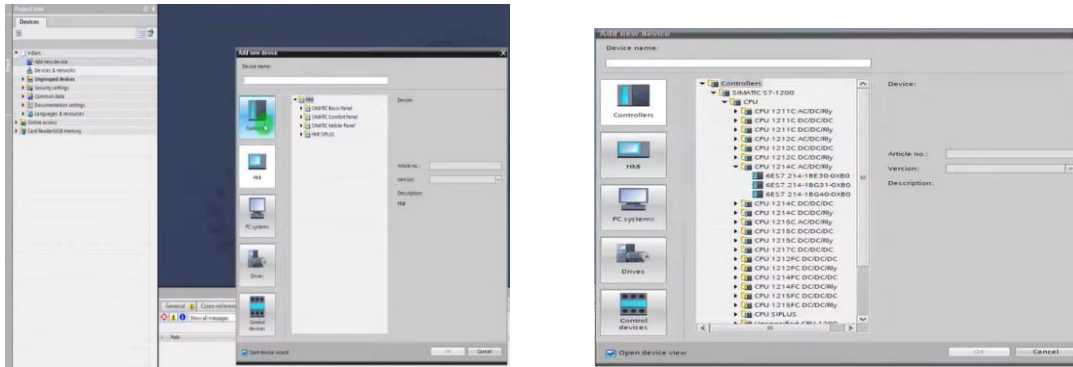 Project tree
Devices
Add new device
Devices & networks
Ungrouped devices
Security settings
Common data
Documentation settings
Languages & resources
Online access
Card Reader/USB memory
General
Cross-reference
Show all messages
Path
Add new device
Device name:
Controllers
HMI
PC systems
Drives
Control
devices
HMI
SIMATIC Basic Panel
SIMATIC Comfort Panel
SIMATIC Mobile Panel
HMI SIPLUS
Device:
Article no.:
Version:
Description:
HMI
Start device wizard
OK
Cancel
Add new device
Device name:
Controllers
HMI
PC systems
Drives
Control
devices
Controllers
SIMATIC S7-1200
CPU
CPU 1211C AC/DC/Rly
CPU 1211C DC/DC/DC
CPU 1211C DC/DC/Rly
CPU 1212C AC/DC/Rly
CPU 1212C DC/DC/DC
CPU 1212C DC/DC/Rly
CPU 1214C AC/DC/Rly
6ES7 214-1BE30-0XB0
6ES7 214-1BG31-0XB0
6ES7 214-1BG40-0XB0
CPU 1214C DC/DC/DC
CPU 1214C DC/DC/Rly
CPU 1215C AC/DC/Rly
CPU 1215C DC/DC/DC
CPU 1215C DC/DC/Rly
CPU 1217C DC/DC/DC
CPU 1212FC DC/DC/DC
CPU 1212FC DC/DC/Rly
CPU 1214FC DC/DC/DC
CPU 1214FC DC/DC/Rly
CPU 1215FC DC/DC/DC
CPU 1215FC DC/DC/Rly
CPU SIPLUS
Unspecified CPU 1200
Device:
Article no.:
Version:
Description:
Open device view
OK
Cancel